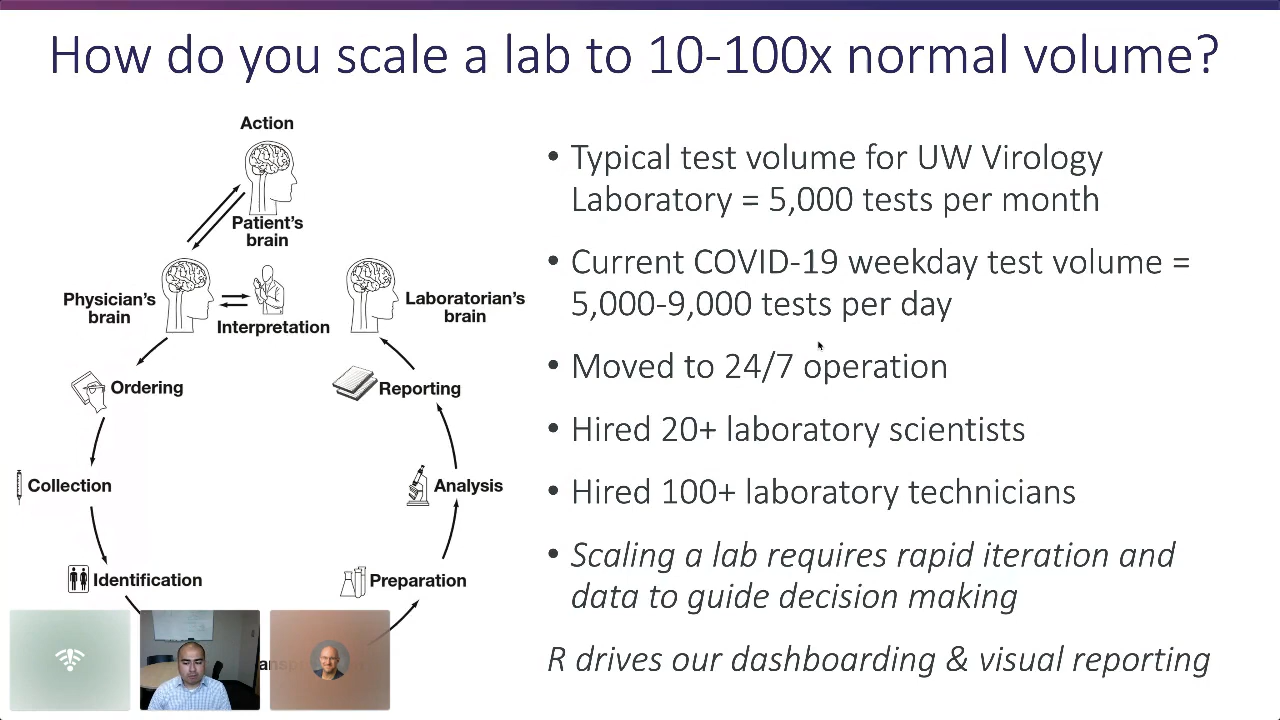 How do you scale a lab to 10-100x normal volume?
Action
Patient's
brain
Physician's
brain
Interpretation
Laboratorian's
brain
Ordering
Reporting
Collection
Analysis
Identification
Preparation
• Typical test volume for UW Virology
Laboratory = 5,000 tests per month
• Current COVID-19 weekday test volume =
5,000-9,000 tests per day
• Moved to 24/7 operation
• Hired 20+ laboratory scientists
• Hired 100+ laboratory technicians
• Scaling a lab requires rapid iteration and
data to guide decision making
R drives our dashboarding & visual reporting